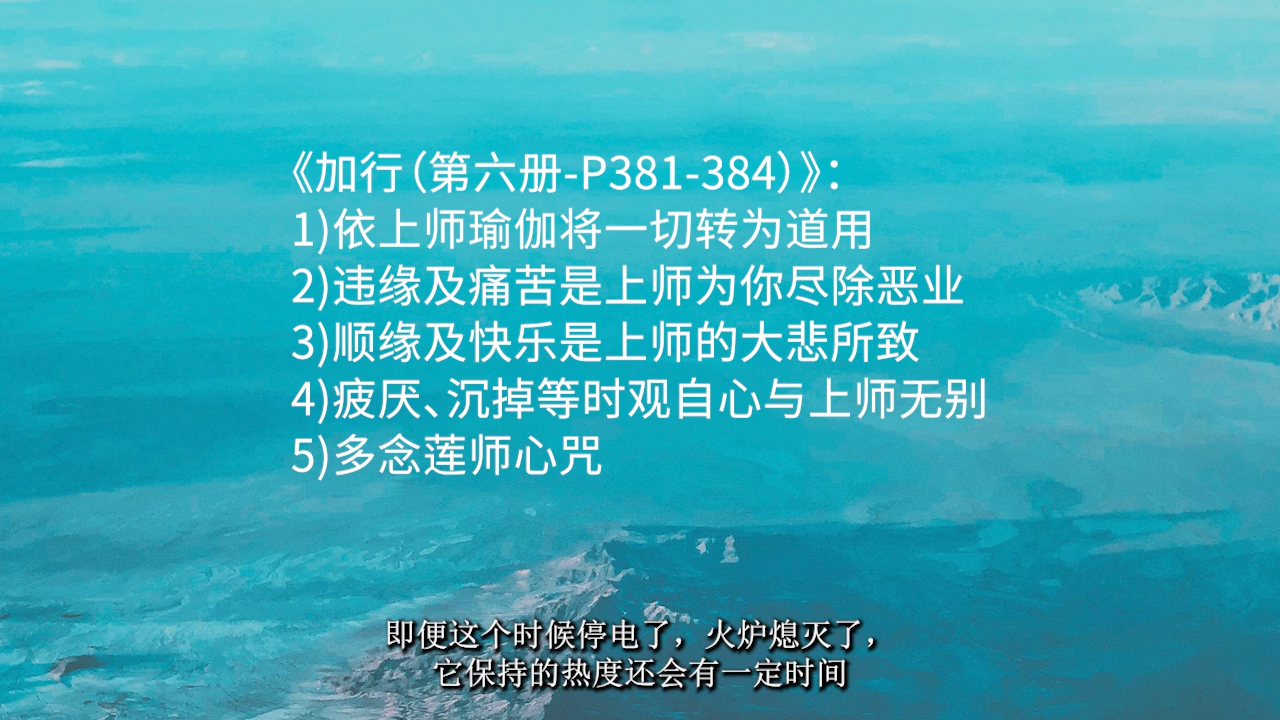 《加行（第六册-P381-384）》：
1)依上师瑜伽将一切转为道用
2)违缘及痛苦是上师为你尽除恶业
3)顺缘及快乐是上师的大悲所致
4)疲厌、沉掉等时观自心与上师无别
5)多念莲师心咒
即便这个时候停电了，火炉熄灭了，
它保持的热度还会有一定时间